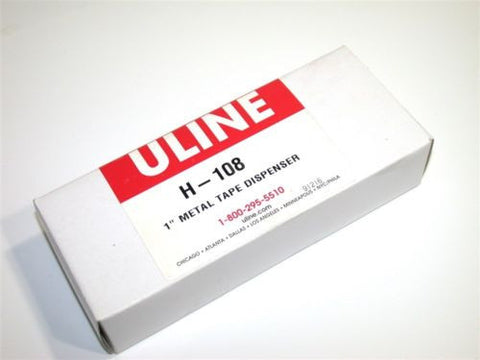 ULINE
H-108
1" METAL TAPE DISPENSER
1-800-295-5510
91216
uline.com
CHICAGO • ATLANTA • DALLAS • LOS ANGELES • MINNEAPOLIS • NYC/PHILA